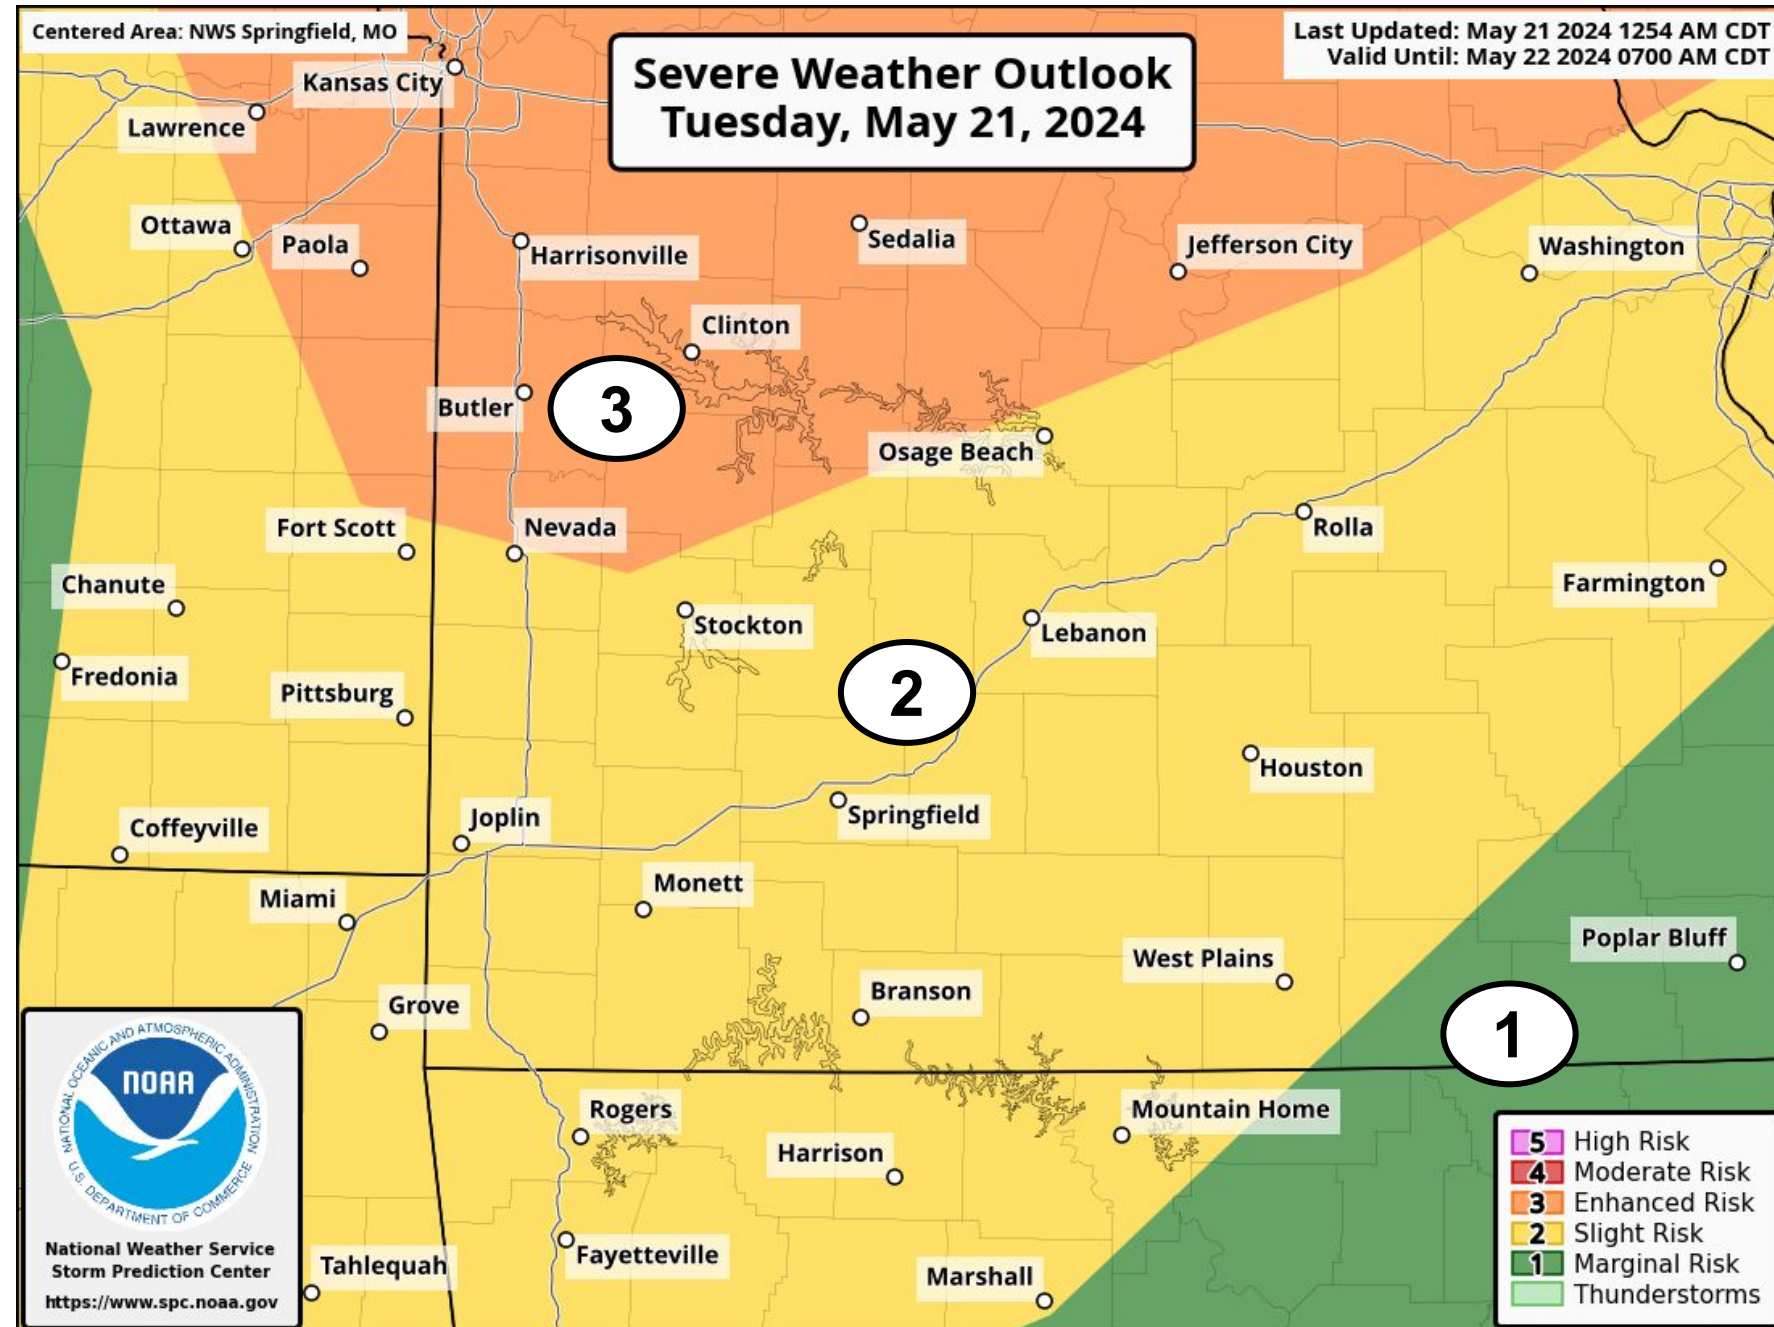 Centered Area: NWS Springfield, MO
Last Updated: May 21 2024 1254 AM CDT
Valid Until: May 22 2024 0700 AM CDT
Severe Weather Outlook
Tuesday, May 21, 2024
Kansas City
Lawrence
Ottawa
Paola
Harrisonville
Sedalia
Jefferson City
Washington
Clinton
Butler
3
Osage Beach
Fort Scott
Nevada
Rolla
Chanute
Farmington
Stockton
Lebanon
Fredonia
Pittsburg
2
Houston
Coffeyville
Joplin
Springfield
Miami
Monett
Poplar Bluff
West Plains
Grove
Branson
1
Rogers
Mountain Home
Harrison
Fayetteville
Tahlequah
Marshall
NATIONAL OCEANIC AND ATMOSPHERIC ADMINISTRATION
NOAA
U.S. DEPARTMENT OF COMMERCE
National Weather Service
Storm Prediction Center
https://www.spc.noaa.gov
5 High Risk
4 Moderate Risk
3 Enhanced Risk
2 Slight Risk
1 Marginal Risk
Thunderstorms